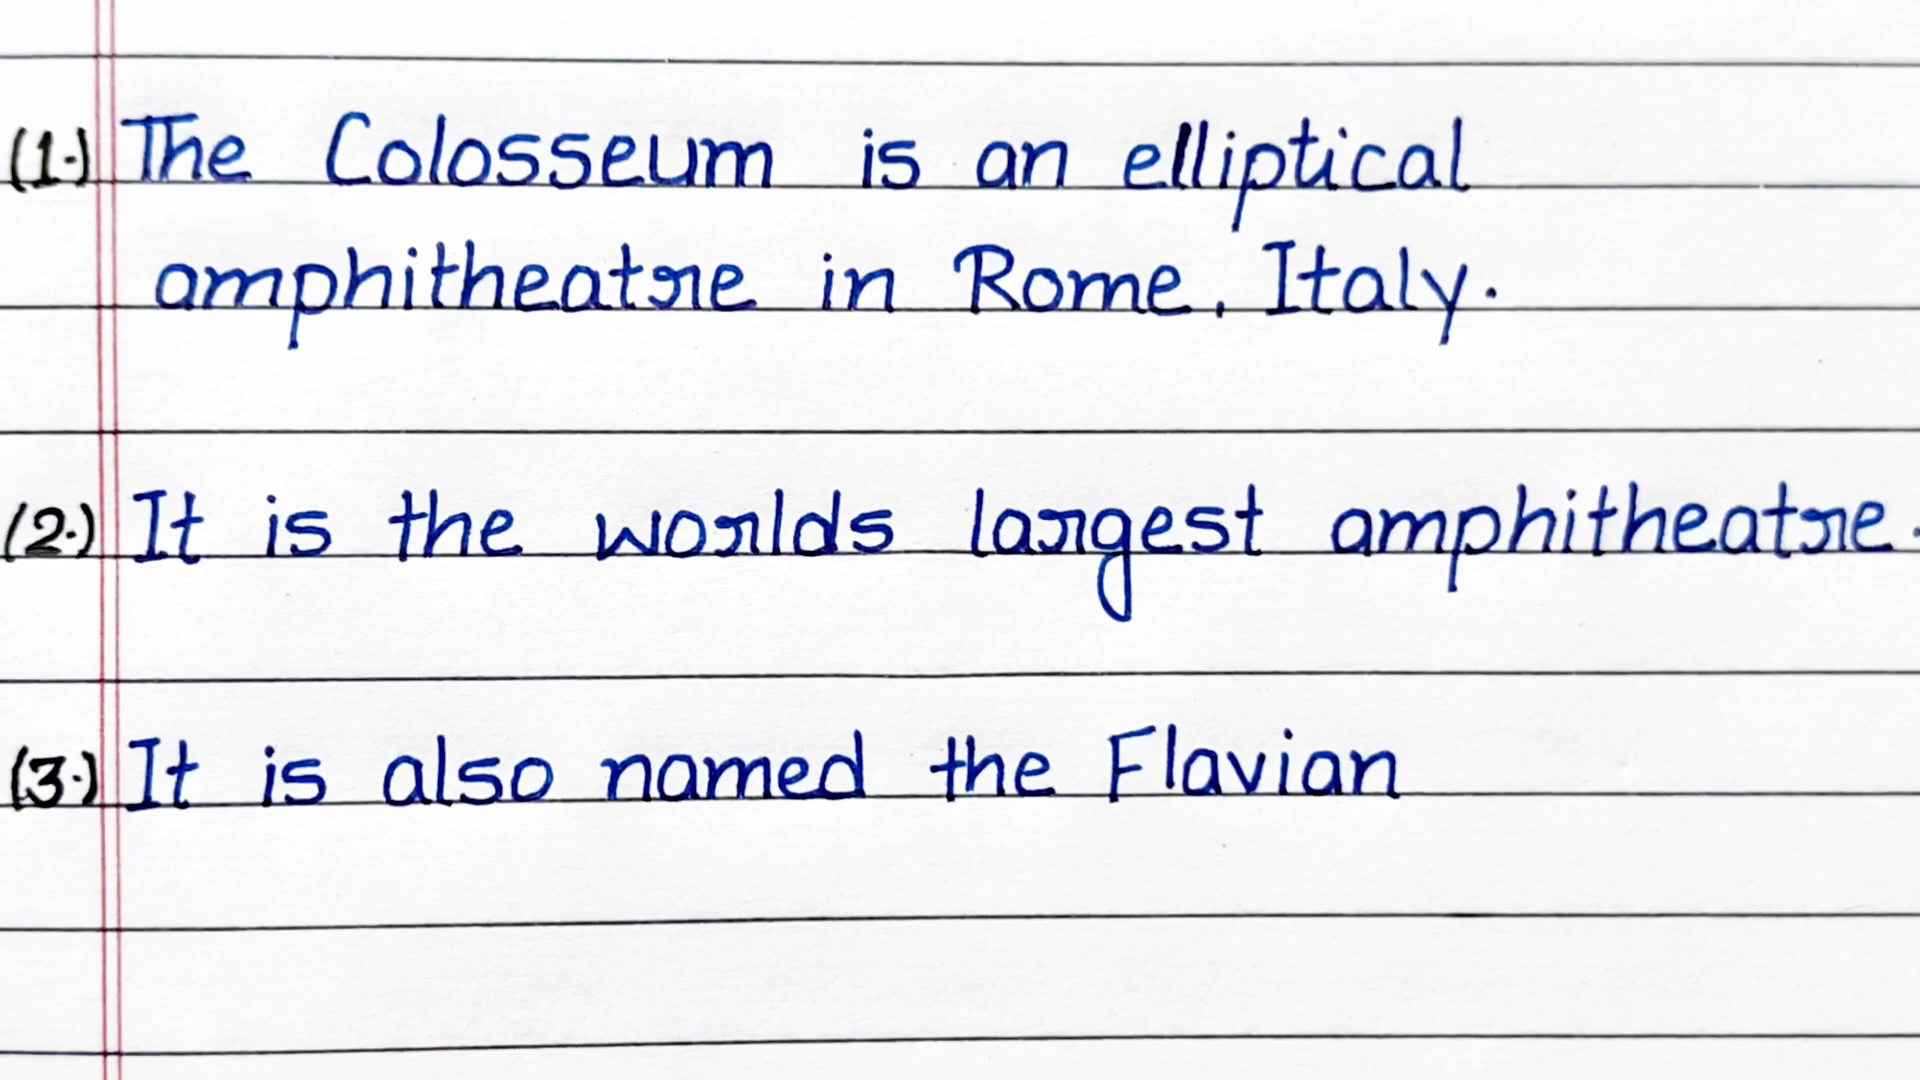 (1.) The Colosseum is an elliptical
amphitheatre in Rome, Italy.
(2.) It is the worlds largest amphitheatre.
(3.) It is also named the Flavian